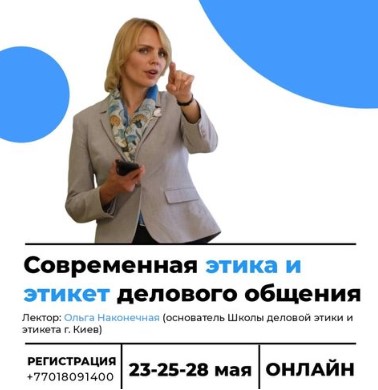 Современная этика и
этикет делового общения
Лектор: Ольга Наконечная (основатель Школы деловой этики и
этикета г. Киев)
РЕГИСТРАЦИЯ
+77018091400
23-25-28 мая
ОНЛАЙН